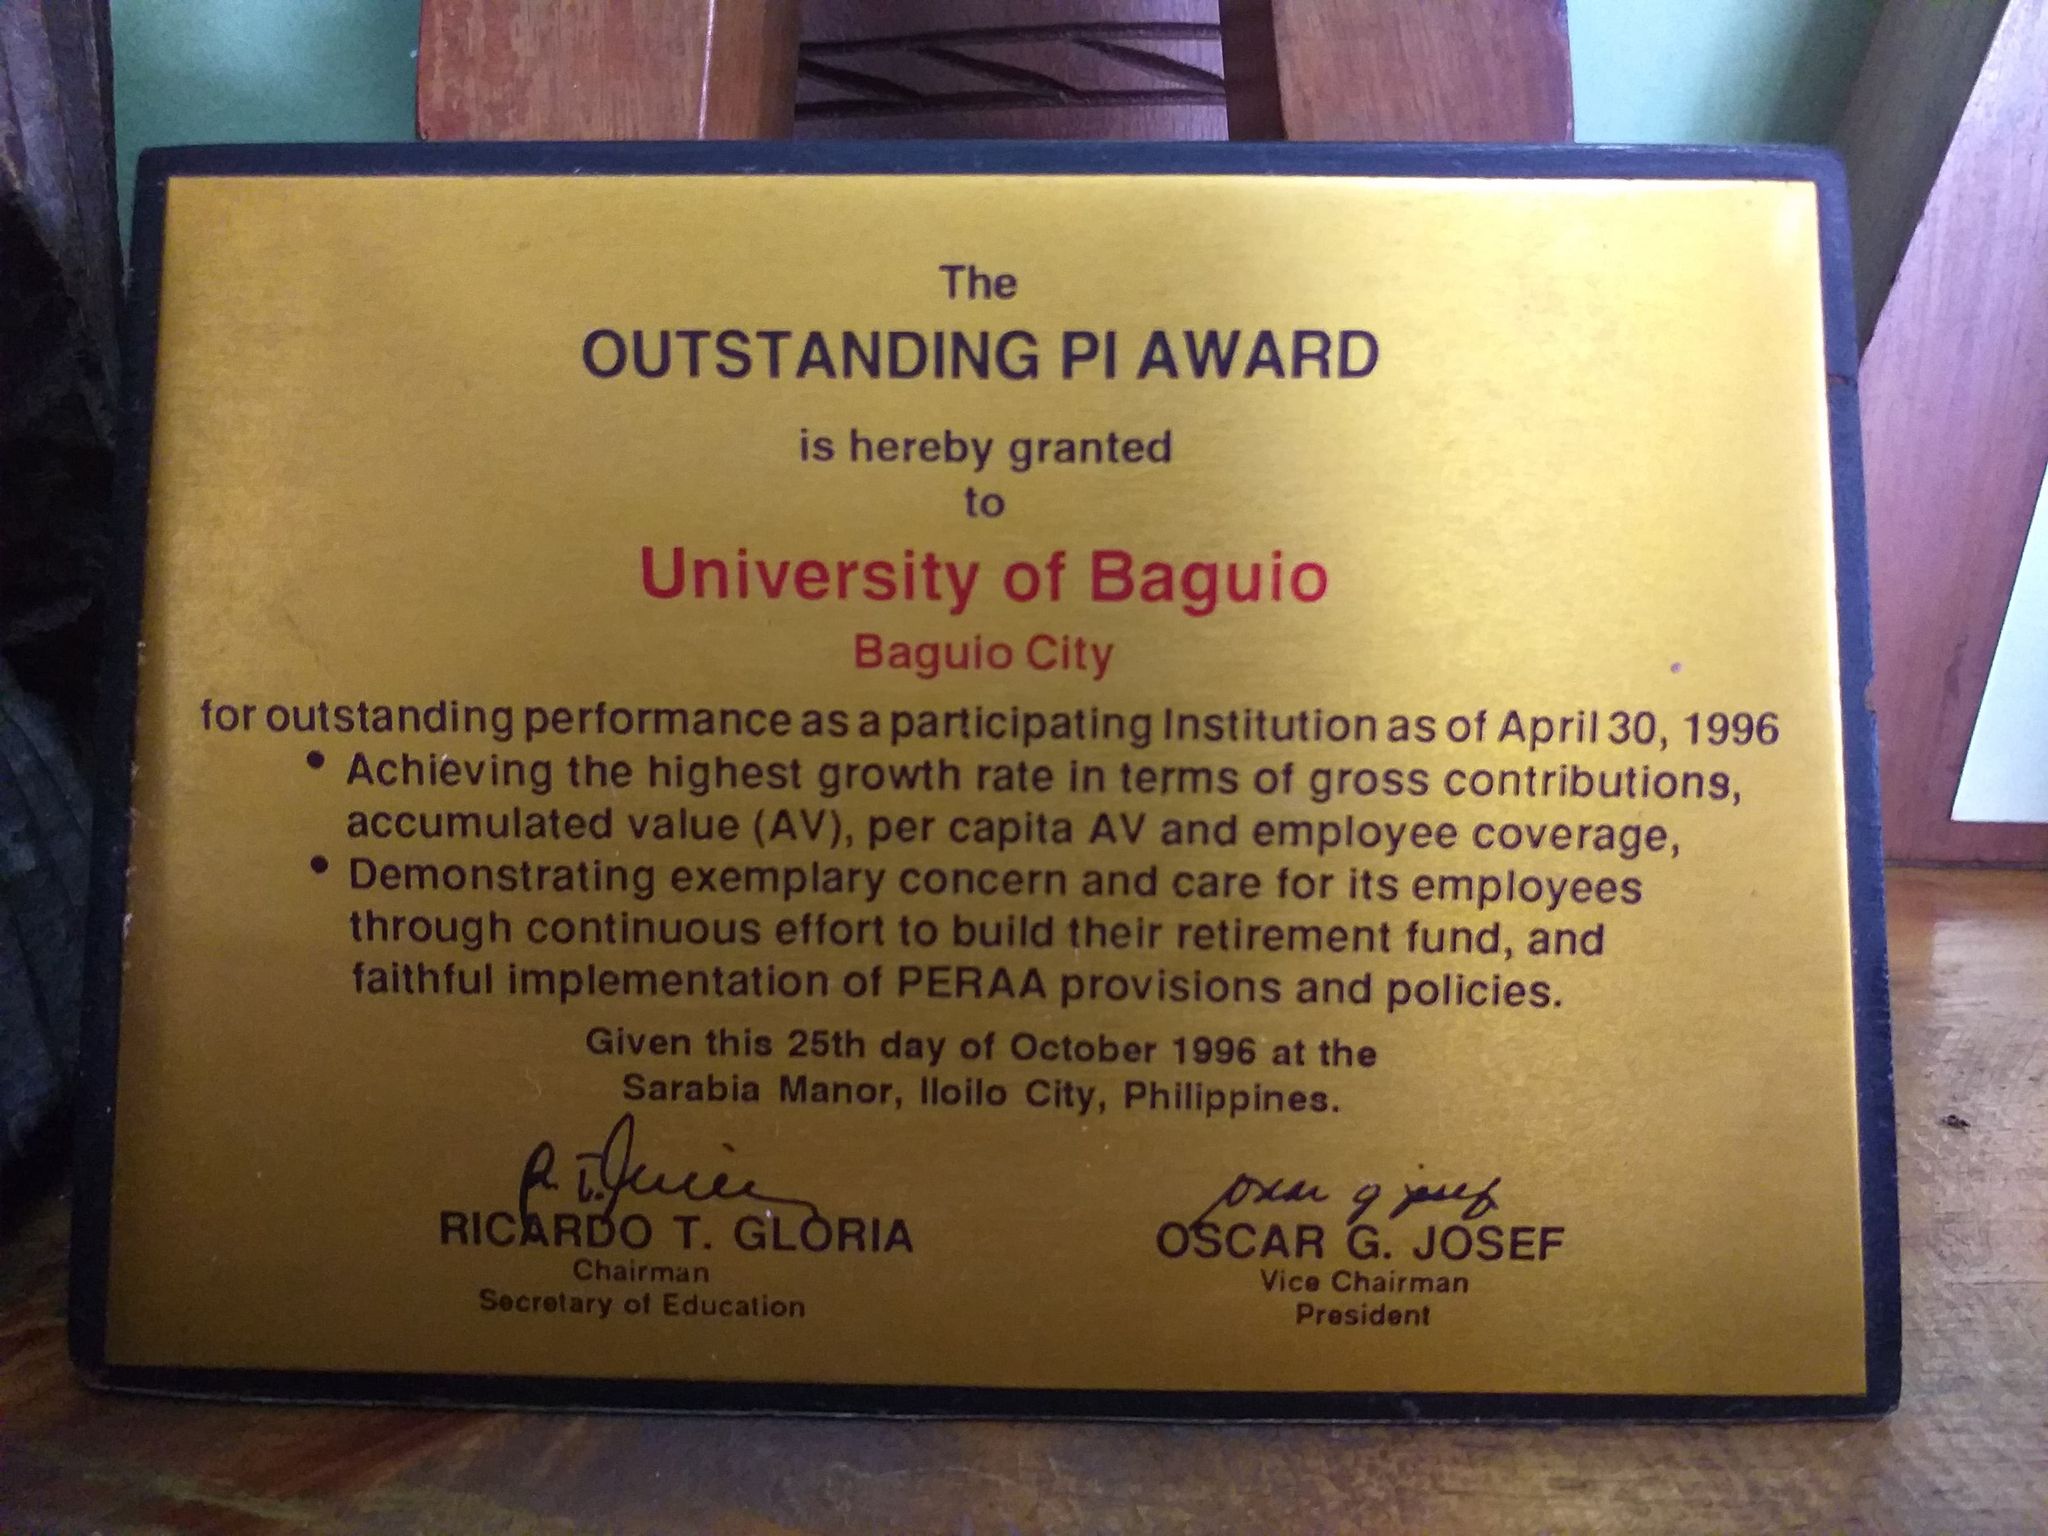 The
OUTSTANDING PI AWARD
is hereby granted
to
University of Baguio
Baguio City
for outstanding performance as a participating Institution as of April 30, 1996
• Achieving the highest growth rate in terms of gross contributions,
accumulated value (AV), per capita AV and employee coverage,
• Demonstrating exemplary concern and care for its employees
through continuous effort to build their retirement fund, and
faithful implementation of PERAA provisions and policies.
Given this 25th day of October 1996 at the
Sarabia Manor, Iloilo City, Philippines.
RICARDO T. GLORIA
Chairman
Secretary of Education
OSCAR G. JOSEF
Vice Chairman
President